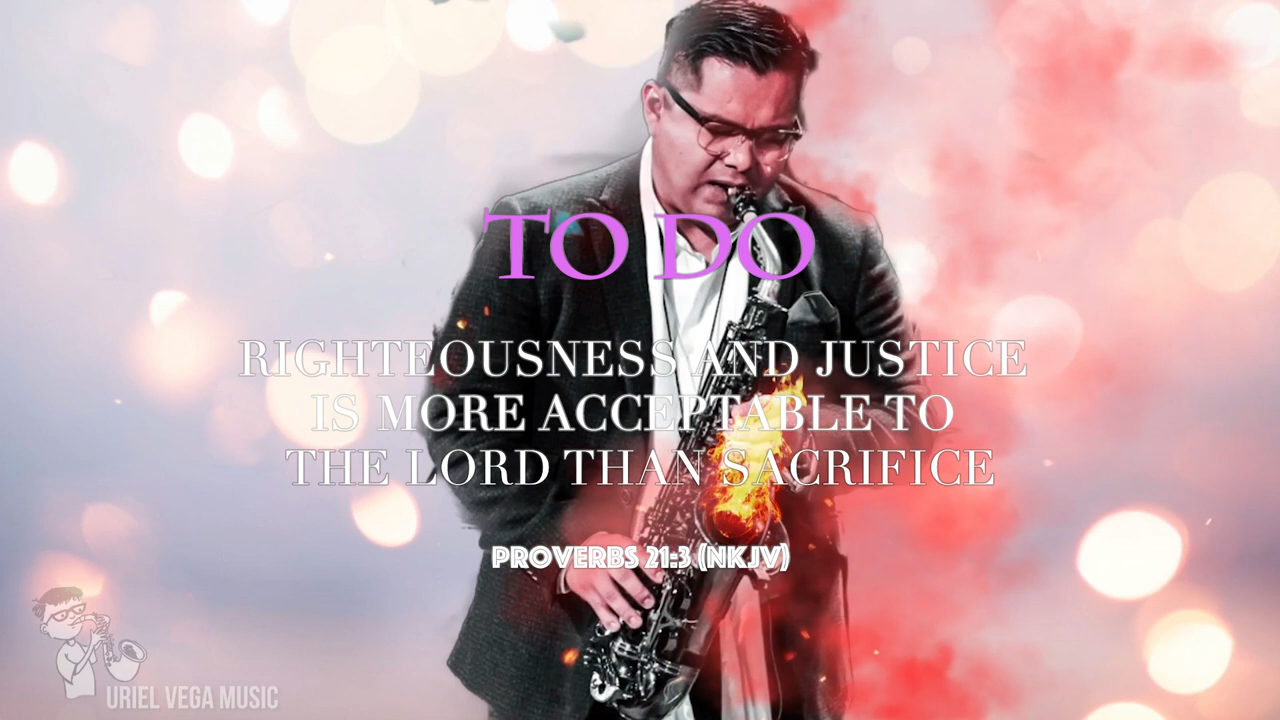 TO DO
RIGHTEOUSNESS AND JUSTICE
IS MORE ACCEPTABLE TO
THE LORD THAN SACRIFICE
PROVERBS 21:3 (NKJV)
URIEL VEGA MUSIC